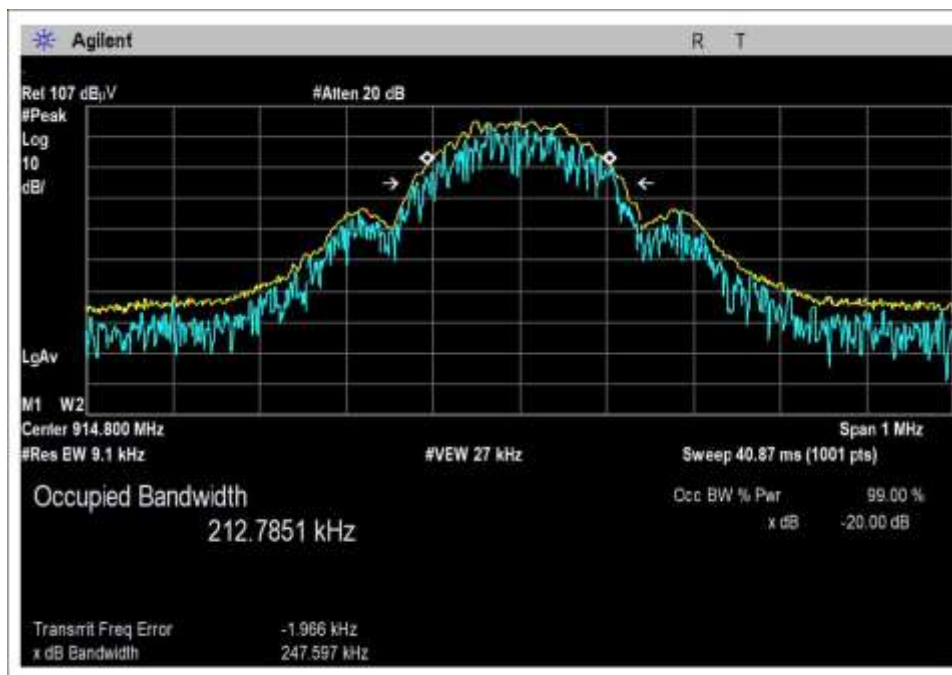 Agilent R T
Ref 107 dBµV #Atten 20 dB
#Peak
Log
10
dB/
LgAv
M1 W2
Center 914.800 MHz Span 1 MHz
#Res BW 9.1 kHz #VBW 27 kHz Sweep 40.87 ms (1001 pts)
Occupied Bandwidth Occ BW % Pwr 99.00 %
212.7851 kHz x dB -20.00 dB
Transmit Freq Error -1.966 kHz
x dB Bandwidth 247.597 kHz